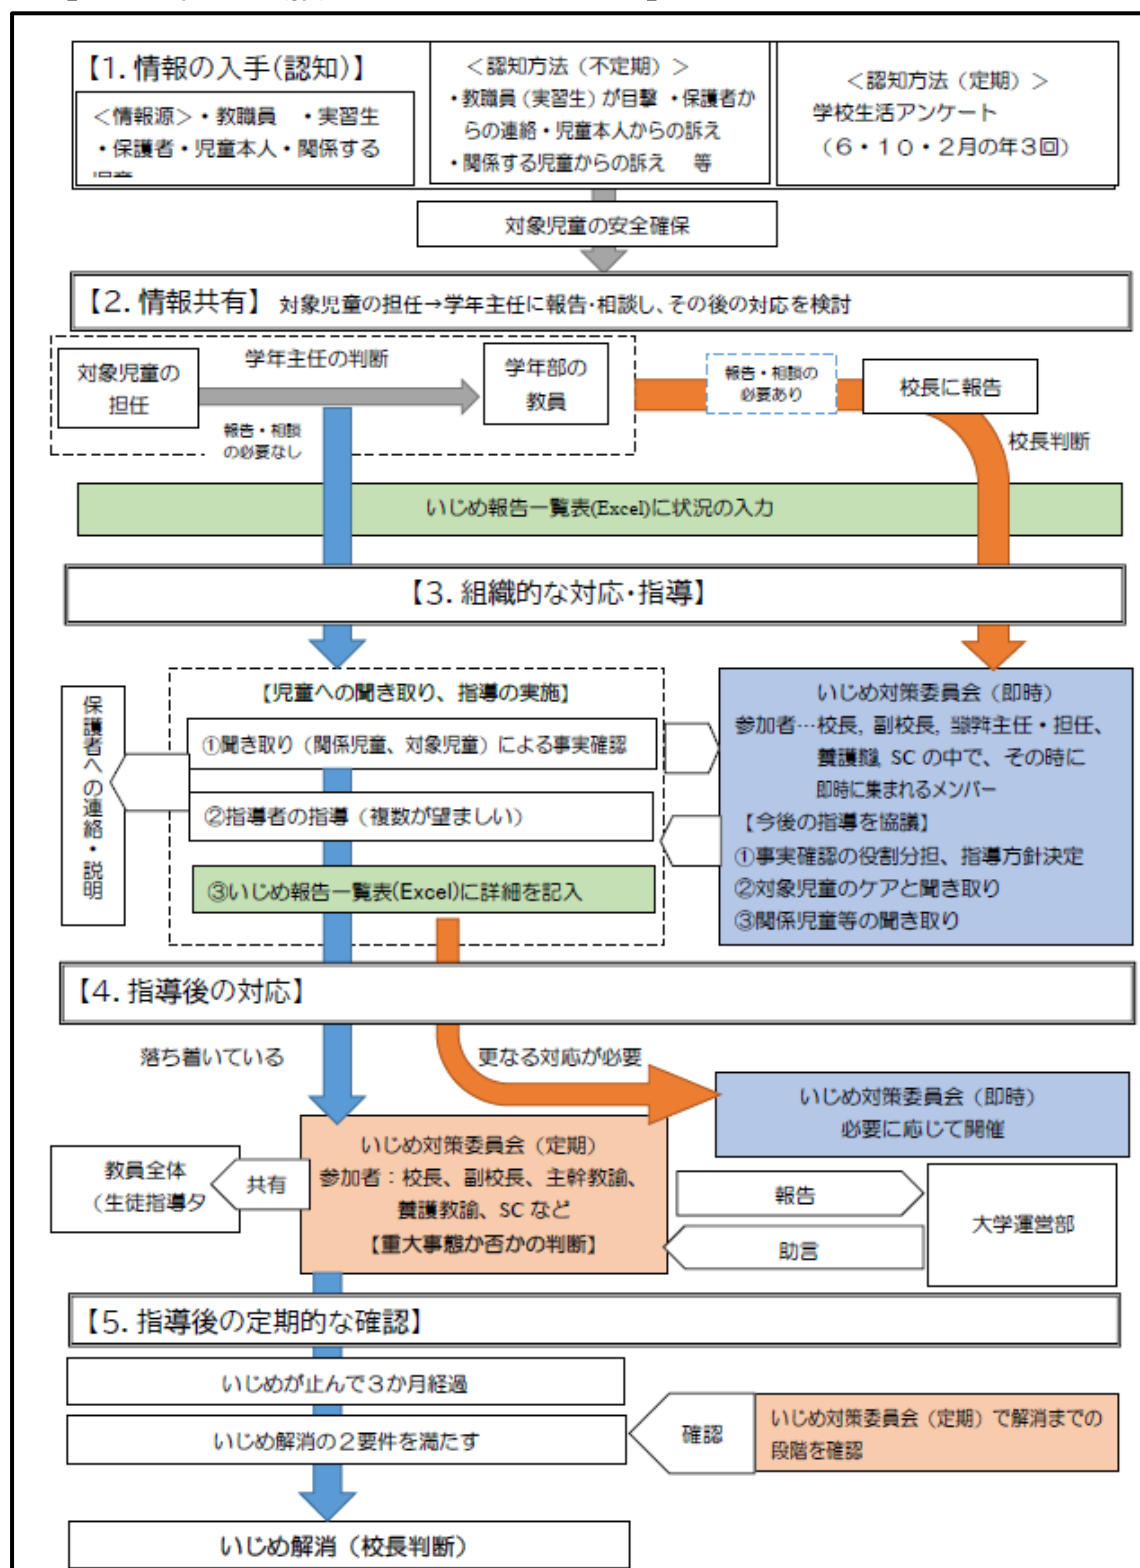 【1. 情報の入手(認知)】
＜情報源＞・教職員　・実習生
・保護者・児童本人・関係する
＜認知方法（不定期）＞
・教職員（実習生）が目撃 ・保護者か
らの連絡・児童本人からの訴え
・関係する児童からの訴え　等
＜認知方法（定期）＞
学校生活アンケート
（６・１０・２月の年３回）
対象児童の安全確保
【2. 情報共有】 対象児童の担任→学年主任に報告・相談し、その後の対応を検討
対象児童の
担任
学年主任の判断
報告・相談
の必要なし
学年部の
教員
報告・相談の
必要あり
校長に報告
校長判断
いじめ報告一覧表(Excel)に状況の入力
【3. 組織的な対応・指導】
保護者への連絡・説明
【児童への聞き取り、指導の実施】
①聞き取り（関係児童、対象児童）による事実確認
②指導者の指導（複数が望ましい）
③いじめ報告一覧表(Excel)に詳細を記入
いじめ対策委員会（即時）
参加者…校長, 副校長, 主任・担任、
養護 SC の中で、その時に
即時に集まれるメンバー
【今後の指導を協議】
①事実確認の役割分担、指導方針決定
②対象児童のケアと聞き取り
③関係児童等の聞き取り
【4. 指導後の対応】
落ち着いている
更なる対応が必要
いじめ対策委員会（即時）
必要に応じて開催
教員全体
（生徒指導タ
共有
いじめ対策委員会（定期）
参加者：校長、副校長、主幹教諭、
養護教諭、SC など
【重大事態か否かの判断】
報告
助言
大学運営部
【5. 指導後の定期的な確認】
いじめが止んで３か月経過
いじめ解消の２要件を満たす
確認
いじめ対策委員会（定期）で解消までの
段階を確認
いじめ解消（校長判断）